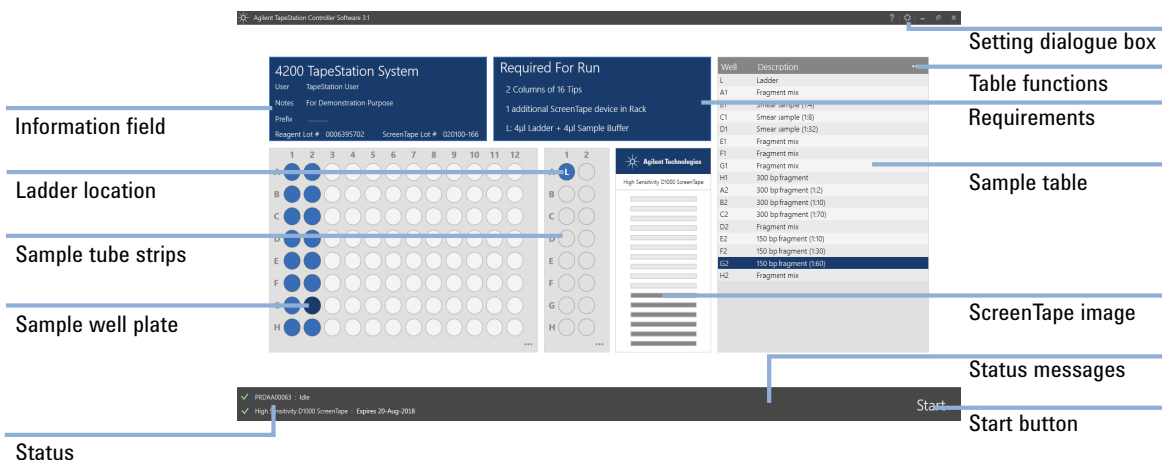 Agilent TapeStation Controller Software 3.1
?
Setting dialogue box
4200 TapeStation System
User TapeStation User
Notes For Demonstration Purpose
Prefix ..........
Reagent Lot # 0006395702 ScreenTape Lot # 020100-166
Required For Run
2 Columns of 16 Tips
1 additional ScreenTape device in Rack
L: 4µl Ladder + 4µl Sample Buffer
Well Description ...
L Ladder
A1 Fragment mix
B1 Smear sample (1:4)
C1 Smear sample (1:8)
D1 Smear sample (1:32)
E1 Fragment mix
F1 Fragment mix
G1 Fragment mix
H1 300 bp fragment
A2 300 bp fragment (1:2)
B2 300 bp fragment (1:10)
C2 300 bp fragment (1:70)
D2 Fragment mix
E2 150 bp fragment (1:10)
F2 150 bp fragment (1:30)
G2 150 bp fragment (1:60)
H2 Fragment mix
Table functions
Requirements
Sample table
ScreenTape image
Status messages
Start button
Information field
Ladder location
Sample tube strips
Sample well plate
Status
1 2 3 4 5 6 7 8 9 10 11 12
A
B
C
D
E
F
G
H
...
1 2
A L
B
C
D
E
F
G
H
...
Agilent Technologies
High Sensitivity D1000 ScreenTape
PRDAA00063 : Idle
High Sensitivity D1000 ScreenTape : Expires 20-Aug-2018
Start